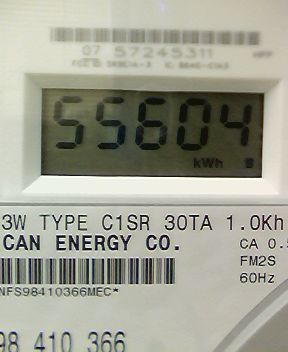 07 57245311
55604
kWh
3W TYPE C1SR 30TA 1.0Kh
CAN ENERGY CO.
CA 0.5
FM2S
60Hz
NFS98410366MEC*
98 410 366